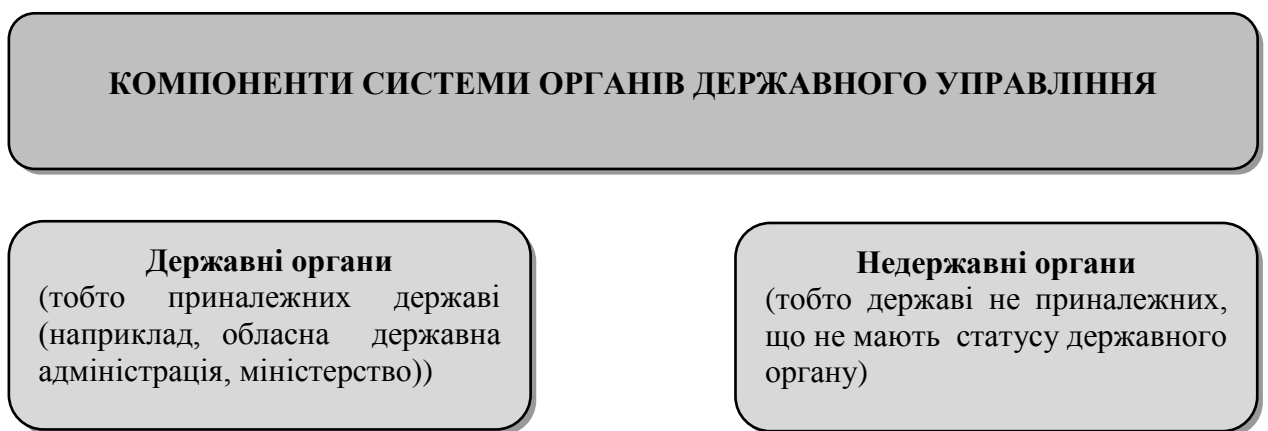 КОМПОНЕНТИ СИСТЕМИ ОРГАНІВ ДЕРЖАВНОГО УПРАВЛІННЯ
Державні органи
(тобто приналежних державі
(наприклад, обласна державна
адміністрація, міністерство))
Недержавні органи
(тобто державі не приналежних,
що не мають статусу державного
органу)